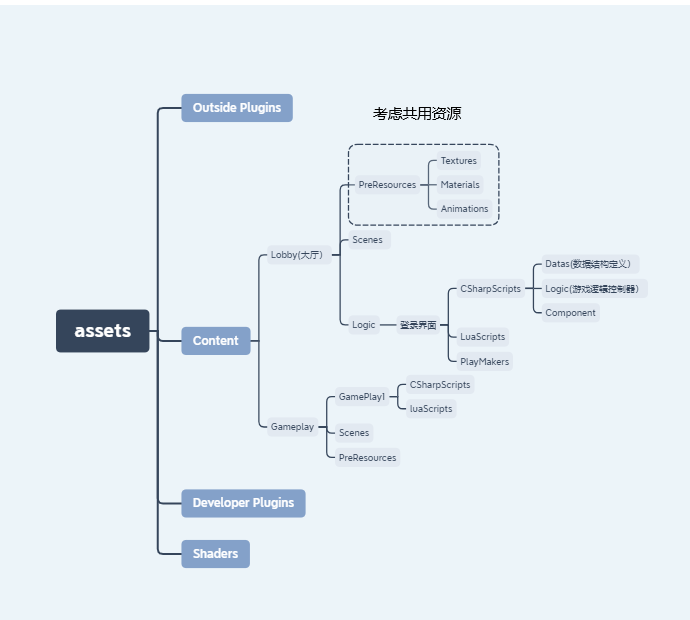 assets
Outside Plugins
Content
Lobby(大厅)
考虑共用资源
PreResources
Textures
Materials
Animations
Scenes
Logic
登录界面
CSharpScripts
Datas(数据结构定义)
Logic(游戏逻辑控制器)
Component
LuaScripts
PlayMakers
Gameplay
GamePlay1
CSharpScripts
luaScripts
Scenes
PreResources
Developer Plugins
Shaders